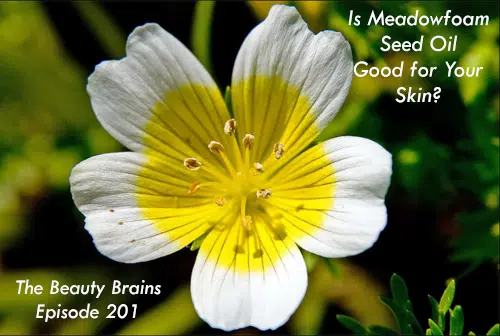 Is Meadowfoam
Seed Oil
Good for Your
Skin?
The Beauty Brains
Episode 201